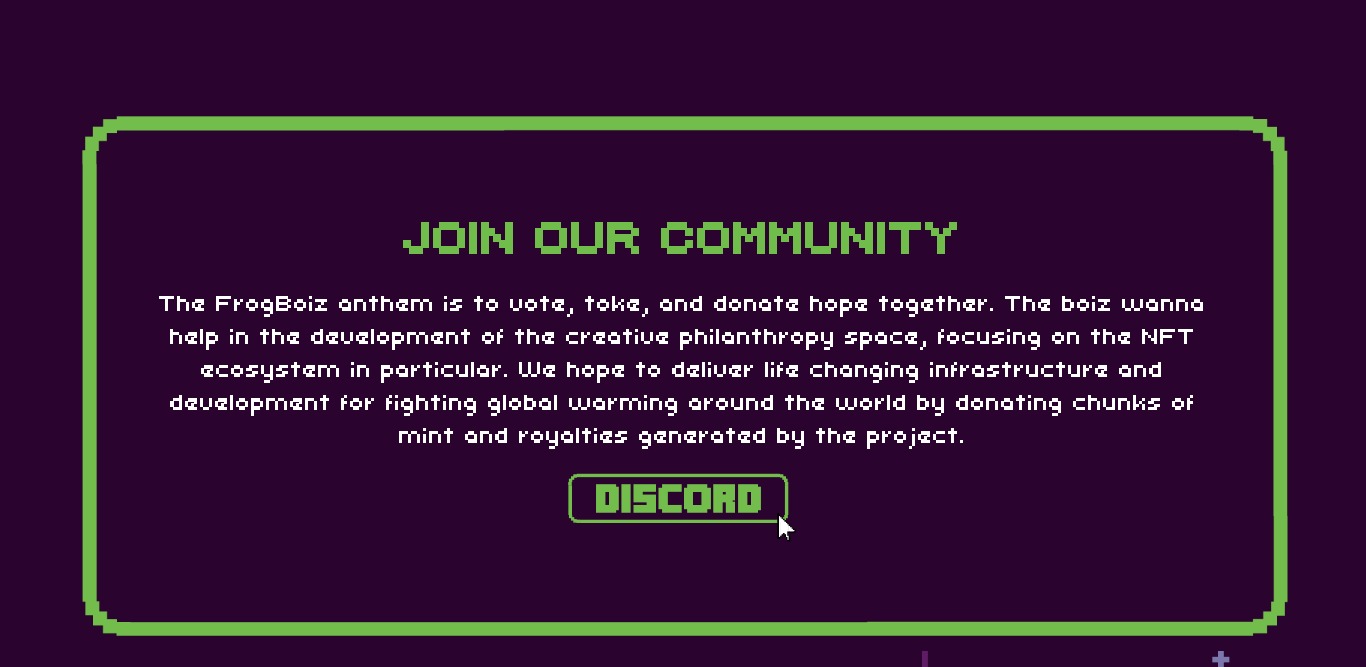 JOIN OUR COMMUNITY
The FrogBoiz anthem is to vote, toke, and donate hope together. The boiz wanna
help in the development of the creative philanthropy space, focusing on the NFT
ecosystem in particular. We hope to deliver life changing infrastructure and
development for fighting global warming around the world by donating chunks of
mint and royalties generated by the project.
DISCORD